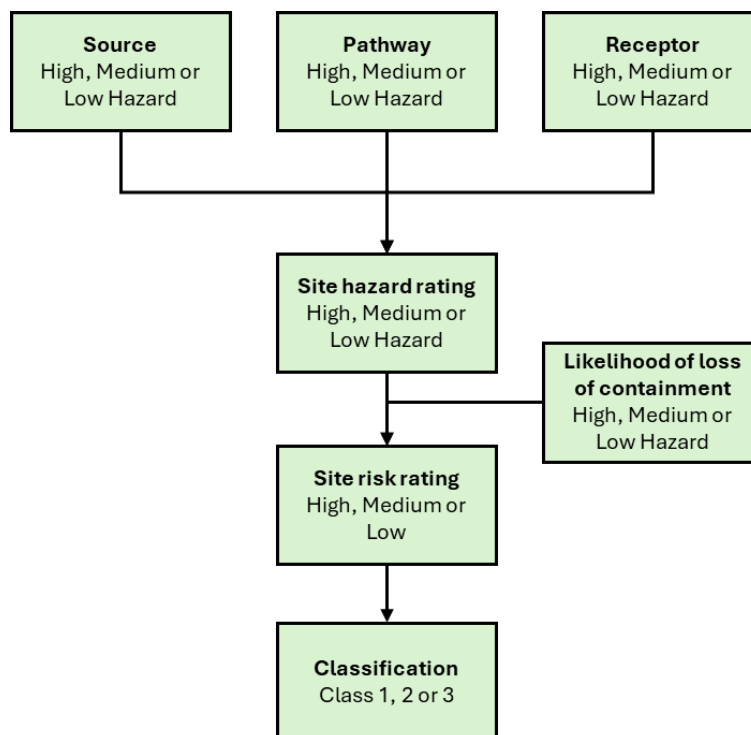 Source
High, Medium or
Low Hazard
Pathway
High, Medium or
Low Hazard
Receptor
High, Medium or
Low Hazard
Site hazard rating
High, Medium or
Low Hazard
Likelihood of loss
of containment
High, Medium or
Low Hazard
Site risk rating
High, Medium or
Low
Classification
Class 1, 2 or 3